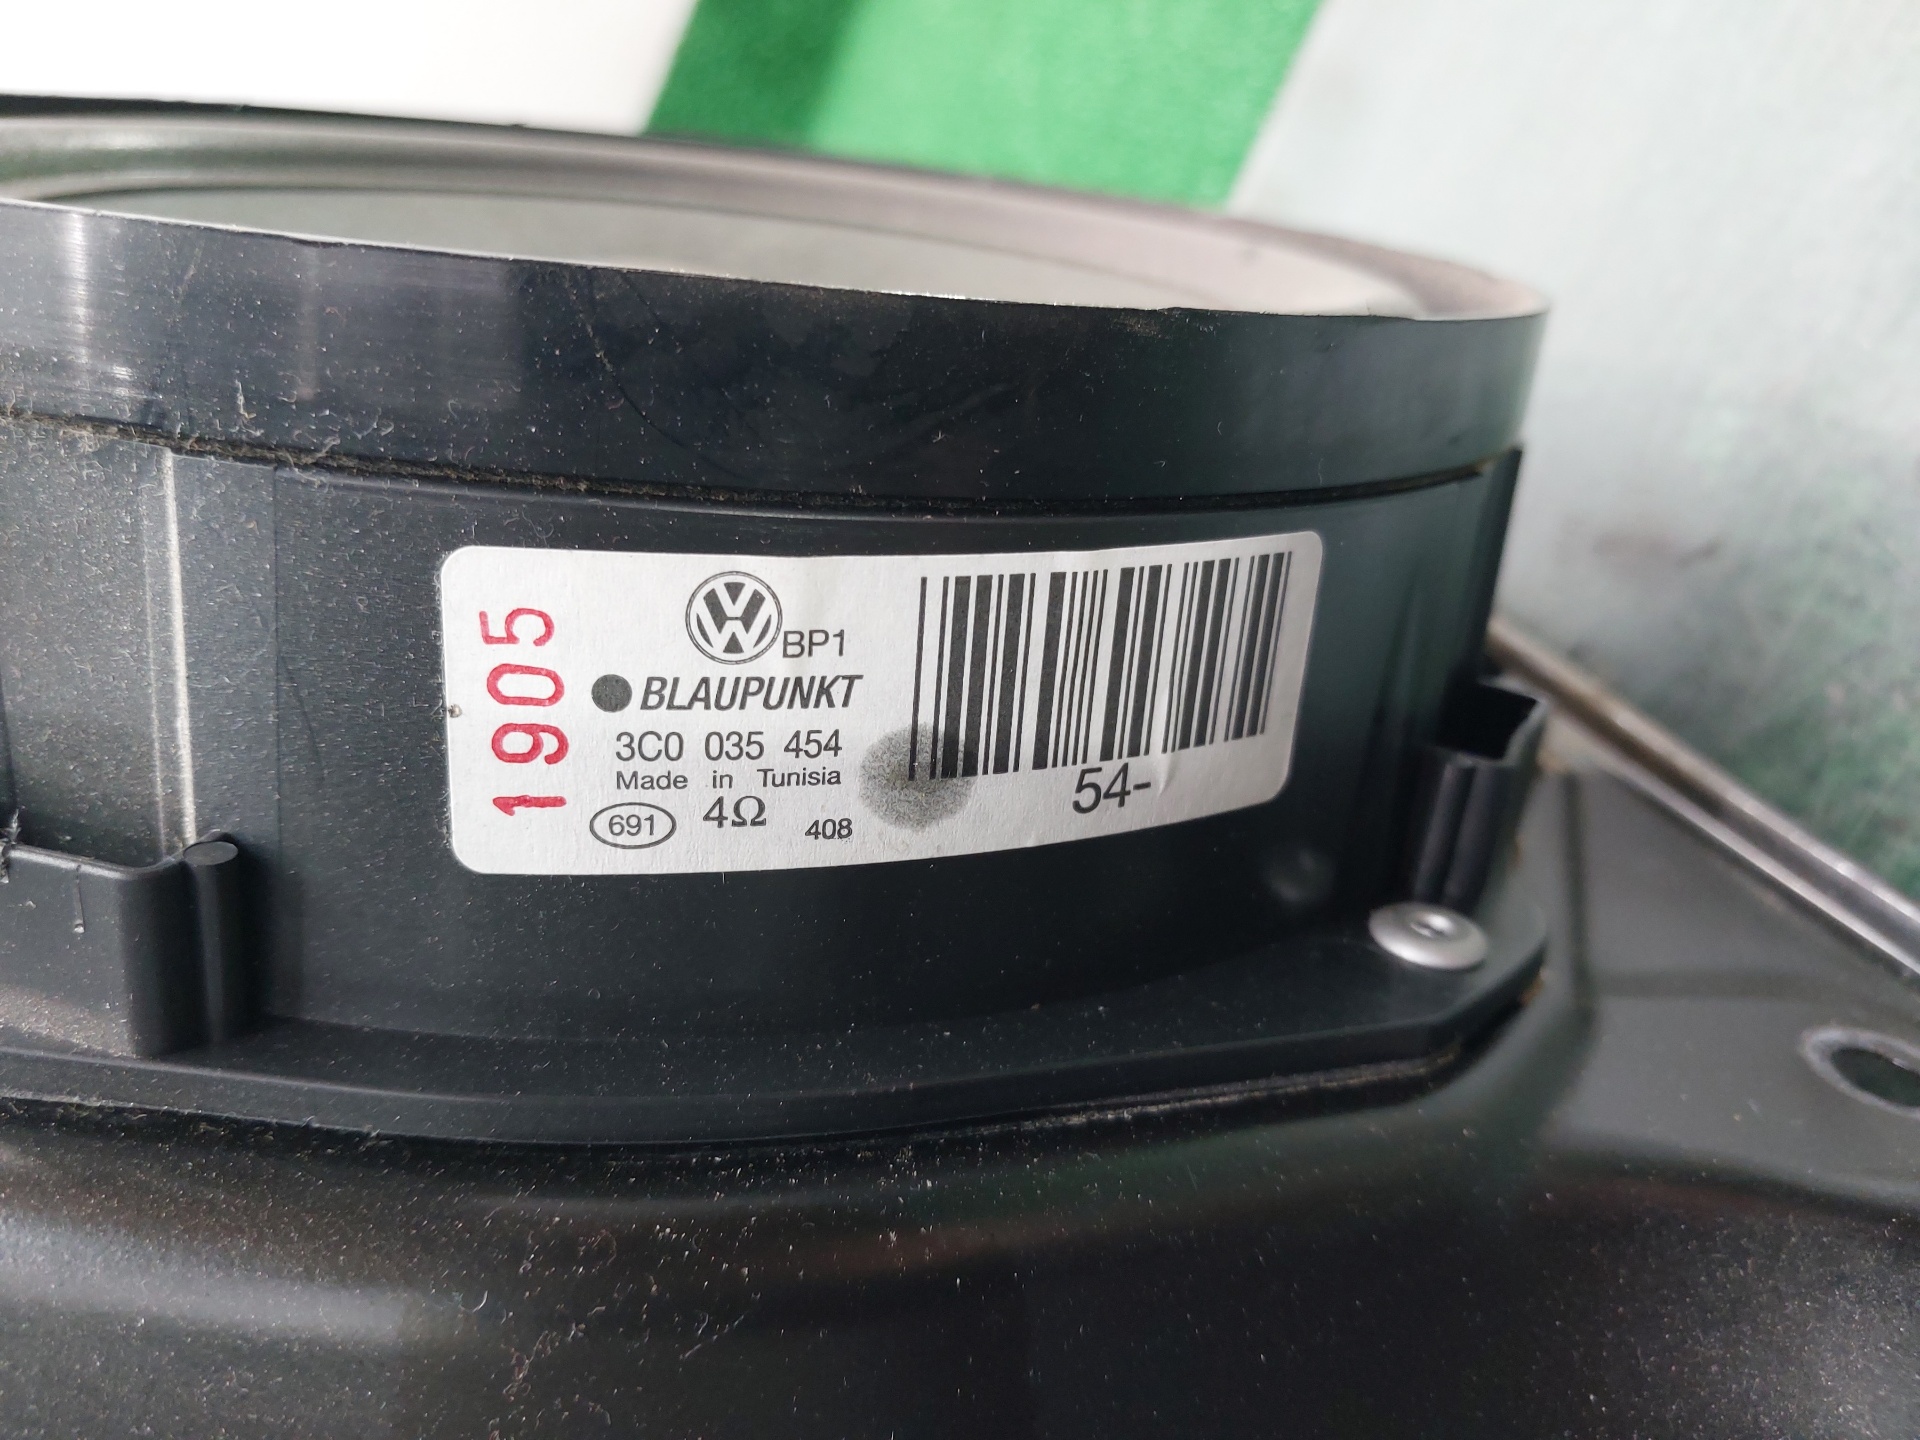 1905
BP1
BLAUPUNKT
3C0 035 454
Made in Tunisia
691 4Ω 408
54-